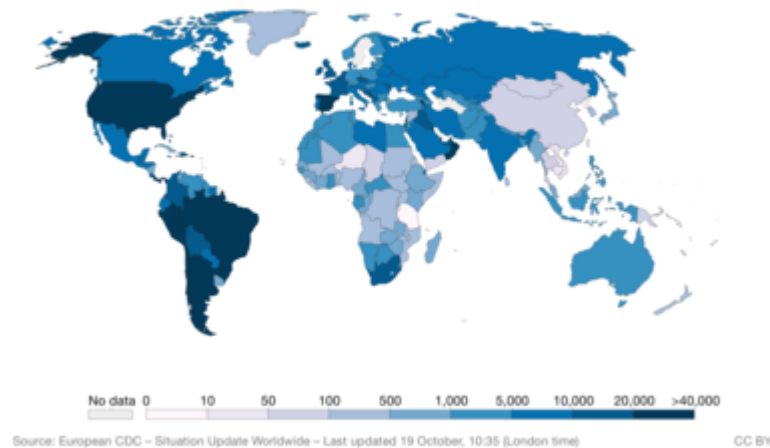 No data 0 10 50 100 500 1,000 5,000 10,000 20,000 >40,000
Source: European CDC – Situation Update Worldwide – Last updated 19 October, 10:35 (London time) CC BY